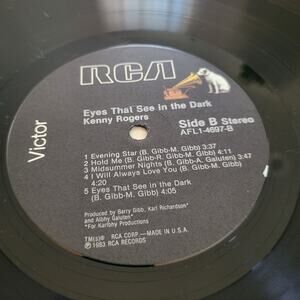 RCA
Victor
Eyes That See in the Dark
Kenny Rogers
Side B Stereo
AFL1-4697-B
1 Evening Star (B. Gibb-M. Gibb) 3:37
2 Hold Me (B. Gibb-R. Gibb-M. Gibb)
3 Midsummer Nights (B. Gibb-A. Galuten) 3:47
4 I Will Always Love You (B. Gibb-M. Gibb)
4:20
5 Eyes That See in the Dark
(B. Gibb-M. Gibb) 4:05
Produced by Barry Gibb, Karl Richardson*
and Albhy Galuten*
*For Karlbhy Productions
TM(s)® RCA CORP.—MADE IN U.S.A.
℗1983 RCA RECORDS